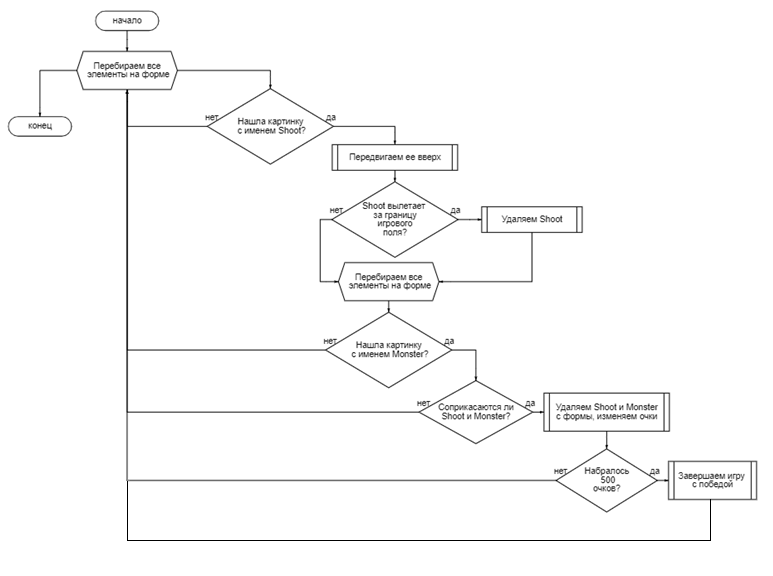 начало
Перебираем все
элементы на форме
конец
нет
Нашла картинку
с именем Shoot?
да
Передвигаем ее вверх
нет
Shoot вылетает
за границу
игрового
поля?
да
Удаляем Shoot
Перебираем все
элементы на форме
нет
Нашла картинку
с именем Monster?
да
нет
Соприкасаются ли
Shoot и Monster?
да
Удаляем Shoot и Monster
с формы, изменяем очки
нет
Набралось
500
очков?
да
Завершаем игру
с победой